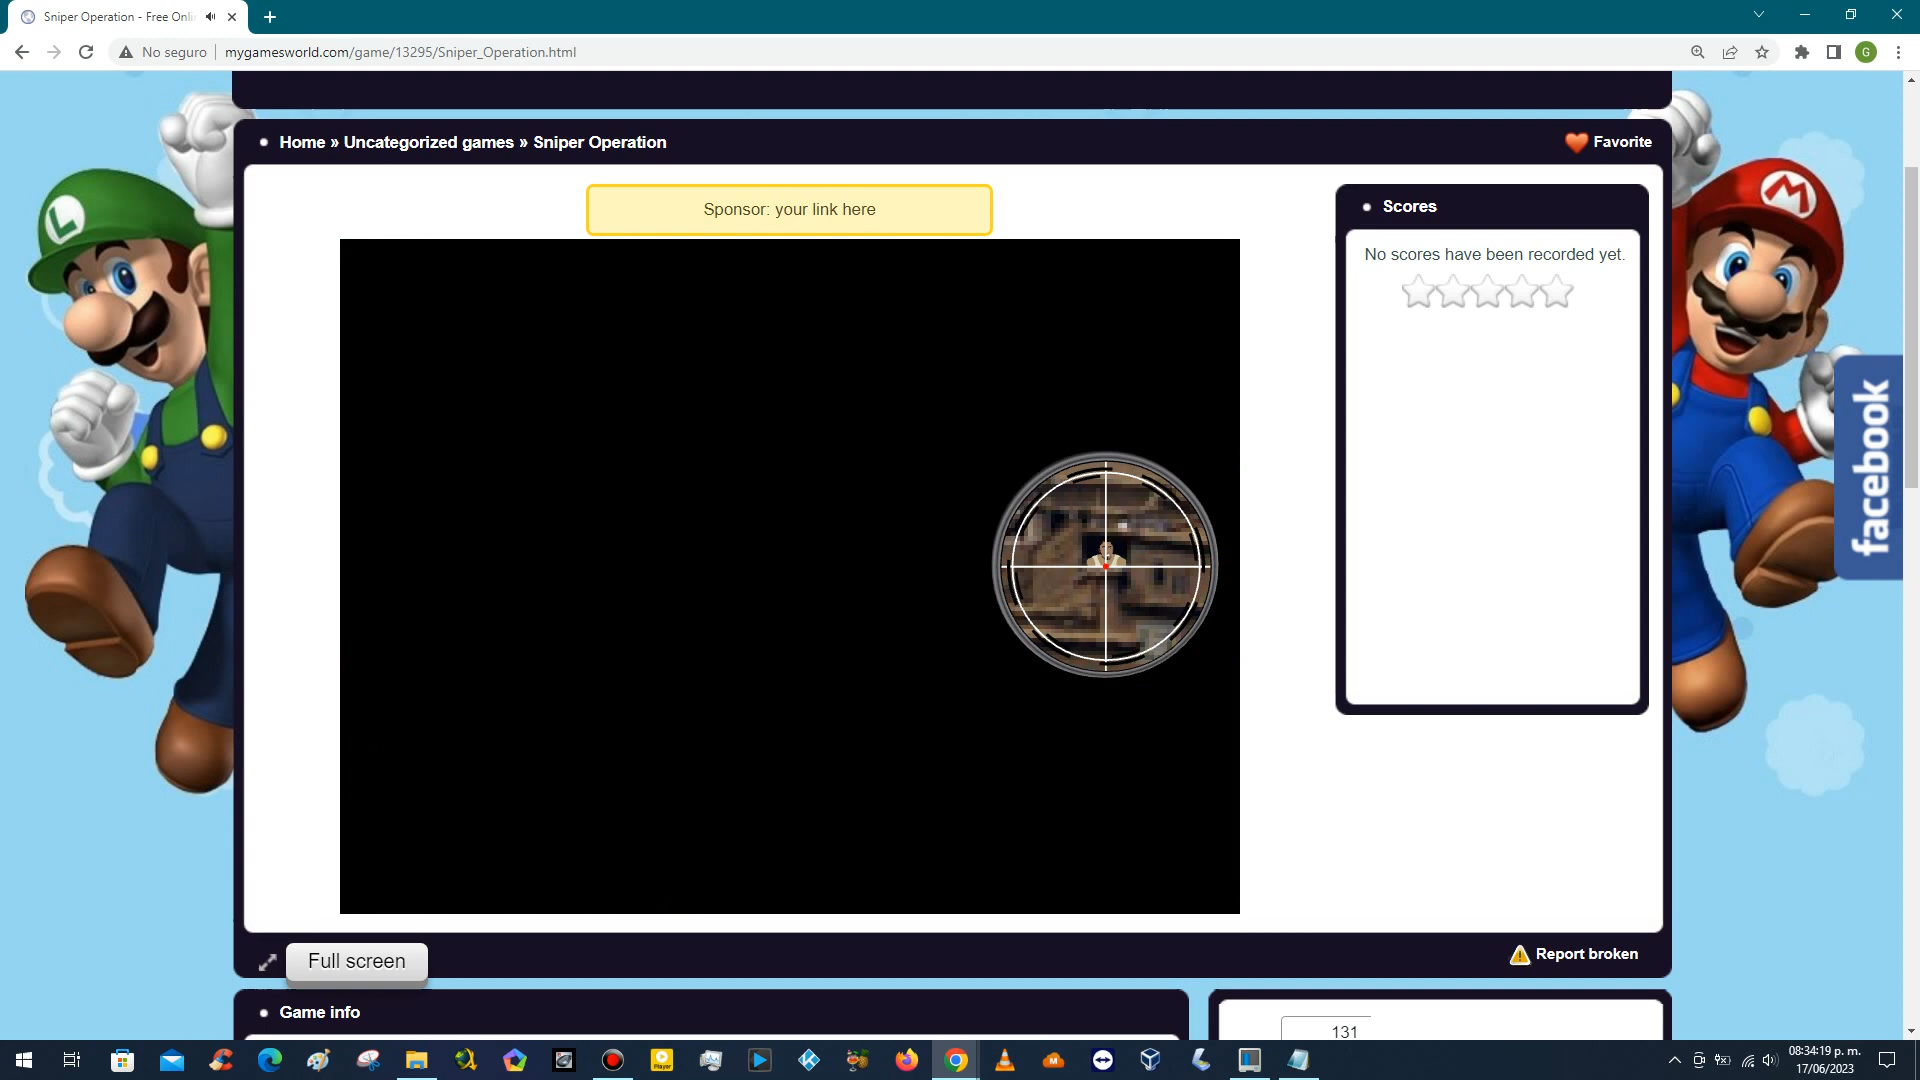 Sniper Operation - Free Onli
No seguro
mygamesworld.com/game/13295/Sniper_Operation.html
G
Home » Uncategorized games » Sniper Operation
Favorite
L
M
Sponsor: your link here
Scores
No scores have been recorded yet.
facebook
Full screen
Report broken
Game info
131
Player
08:34:19 p. m.
17/06/2023